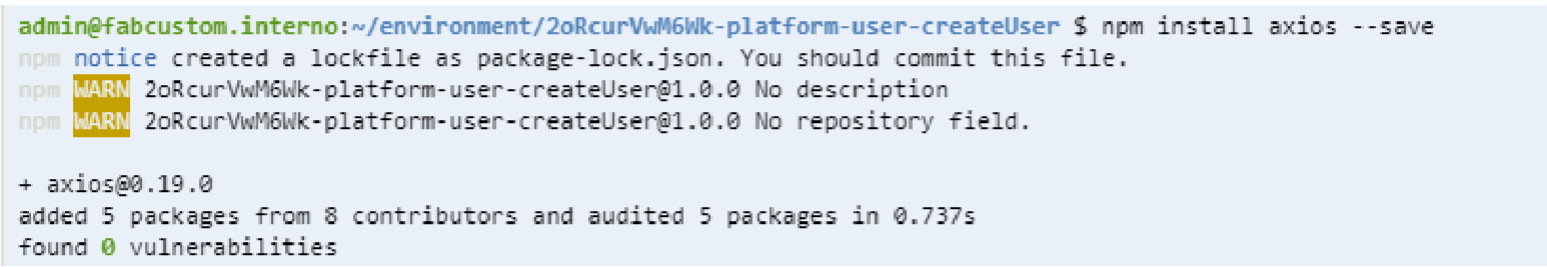 admin@fabcustom.interno:~/environment/2oRcurVwM6Wk-platform-user-createUser $ npm install axios --save
npm notice created a lockfile as package-lock.json. You should commit this file.
npm WARN 2oRcurVwM6Wk-platform-user-createUser@1.0.0 No description
npm WARN 2oRcurVwM6Wk-platform-user-createUser@1.0.0 No repository field.
+ axios@0.19.0
added 5 packages from 8 contributors and audited 5 packages in 0.737s
found 0 vulnerabilities